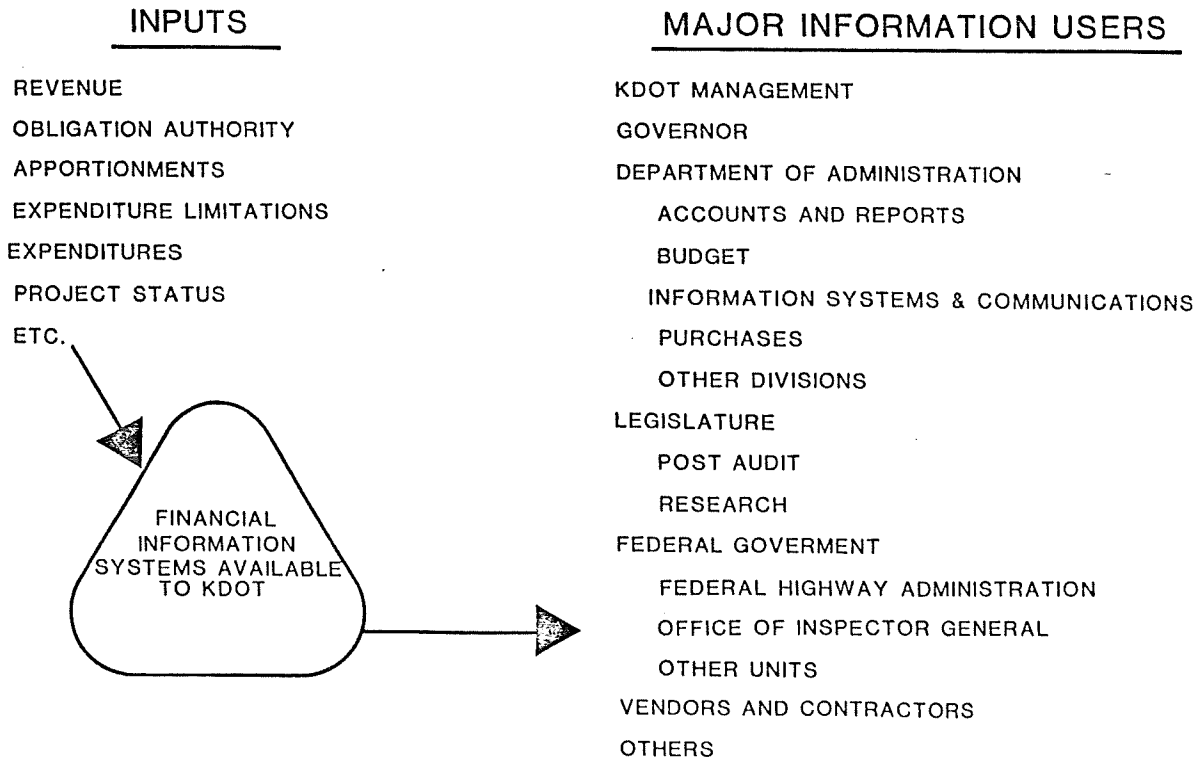 INPUTS
REVENUE
OBLIGATION AUTHORITY
APPORTIONMENTS
EXPENDITURE LIMITATIONS
EXPENDITURES
PROJECT STATUS
ETC.
FINANCIAL
INFORMATION
SYSTEMS AVAILABLE
TO KDOT
MAJOR INFORMATION USERS
KDOT MANAGEMENT
GOVERNOR
DEPARTMENT OF ADMINISTRATION
ACCOUNTS AND REPORTS
BUDGET
INFORMATION SYSTEMS & COMMUNICATIONS
PURCHASES
OTHER DIVISIONS
LEGISLATURE
POST AUDIT
RESEARCH
FEDERAL GOVERMENT
FEDERAL HIGHWAY ADMINISTRATION
OFFICE OF INSPECTOR GENERAL
OTHER UNITS
VENDORS AND CONTRACTORS
OTHERS